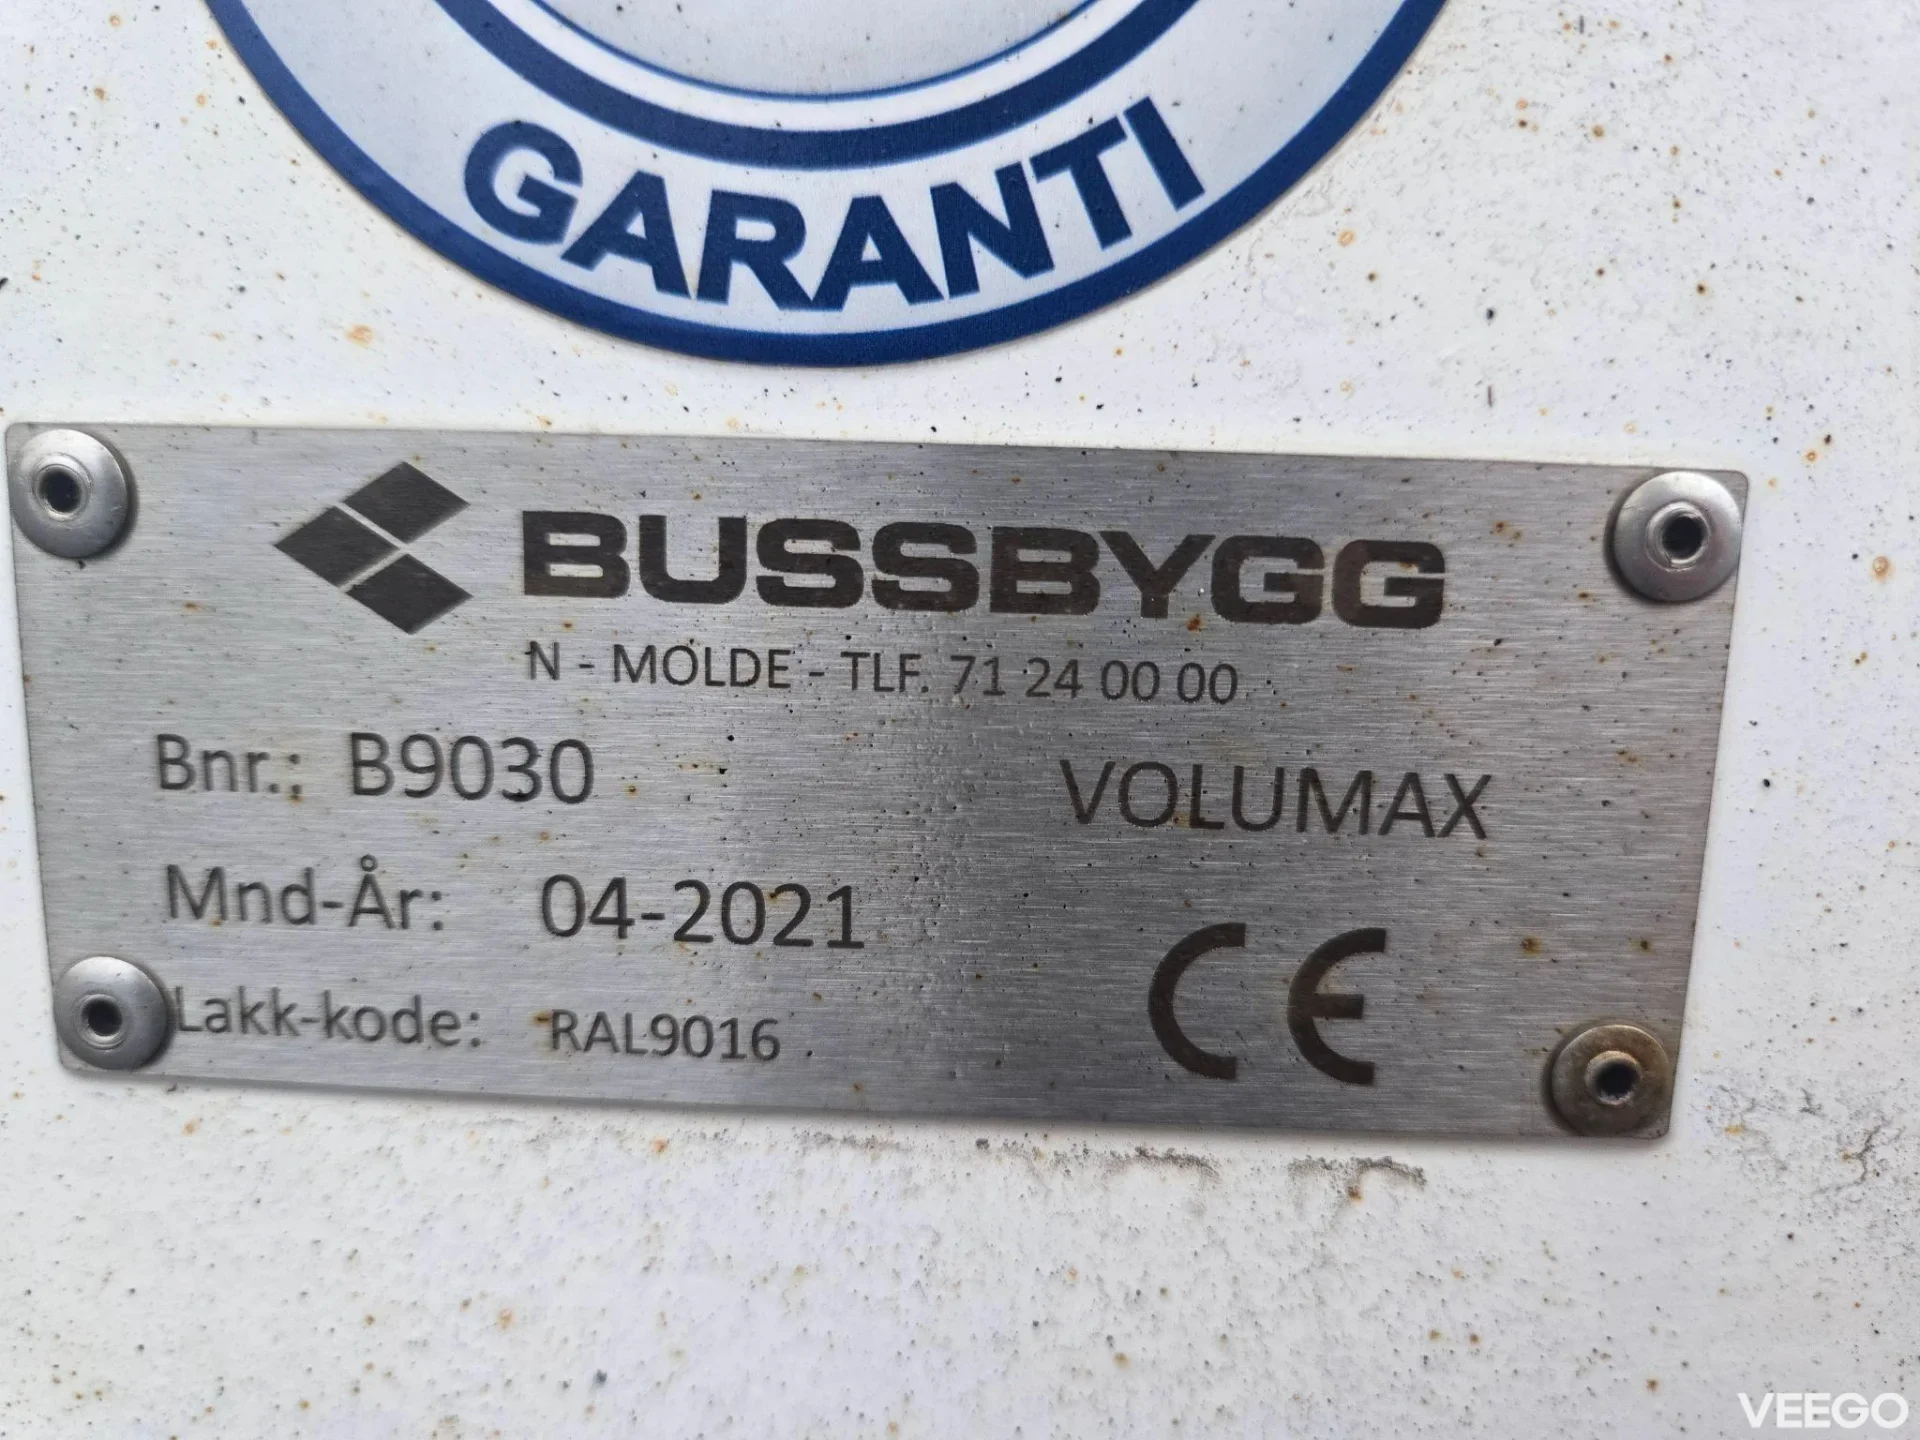 GARANTI
BUSSBYGG
N - MOLDE - TLF. 71 24 00 00
Bnr.: B9030 VOLUMAX
Mnd-År: 04-2021
Lakk-kode: RAL9016 CE
VEEGO